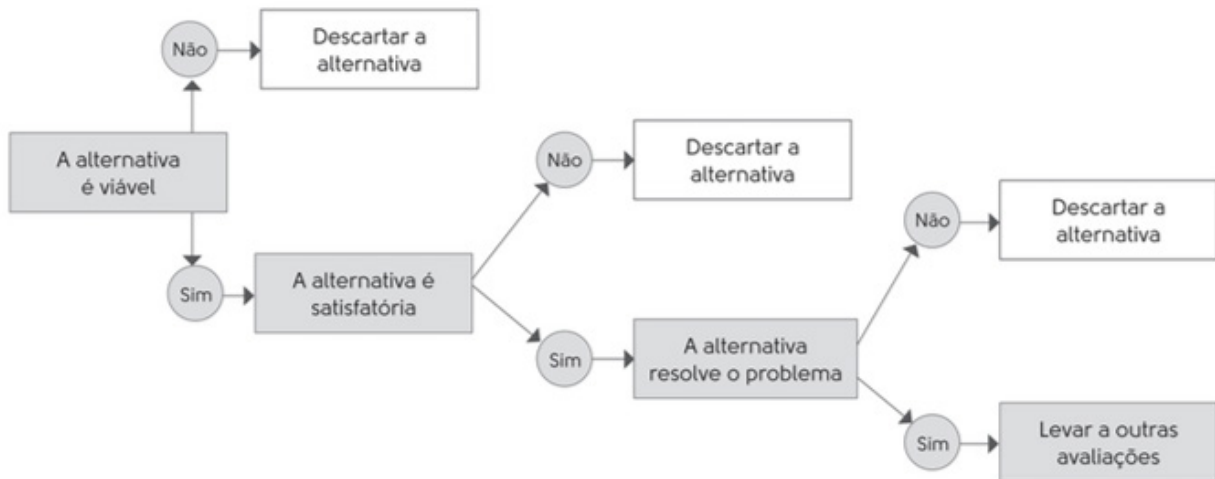 Não
Descartar a
alternativa
A alternativa
é viável
Sim
A alternativa é
satisfatória
Não
Descartar a
alternativa
Sim
A alternativa
resolve o problema
Não
Descartar a
alternativa
Sim
Levar a outras
avaliações